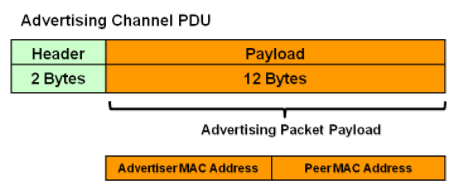 Advertising Channel PDU
Header Payload
2 Bytes 12 Bytes
Advertising Packet Payload
Advertiser MAC Address Peer MAC Address